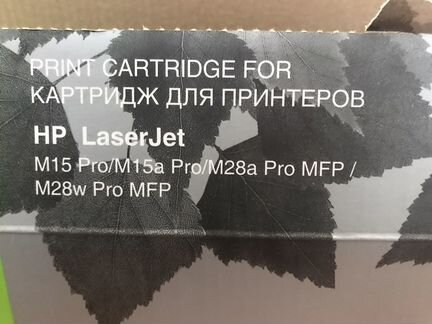 PRINT CARTRIDGE FOR
КАРТРИДЖ ДЛЯ ПРИНТЕРОВ
HP LaserJet
M15 Pro/M15a Pro/M28a Pro MFP /
M28w Pro MFP